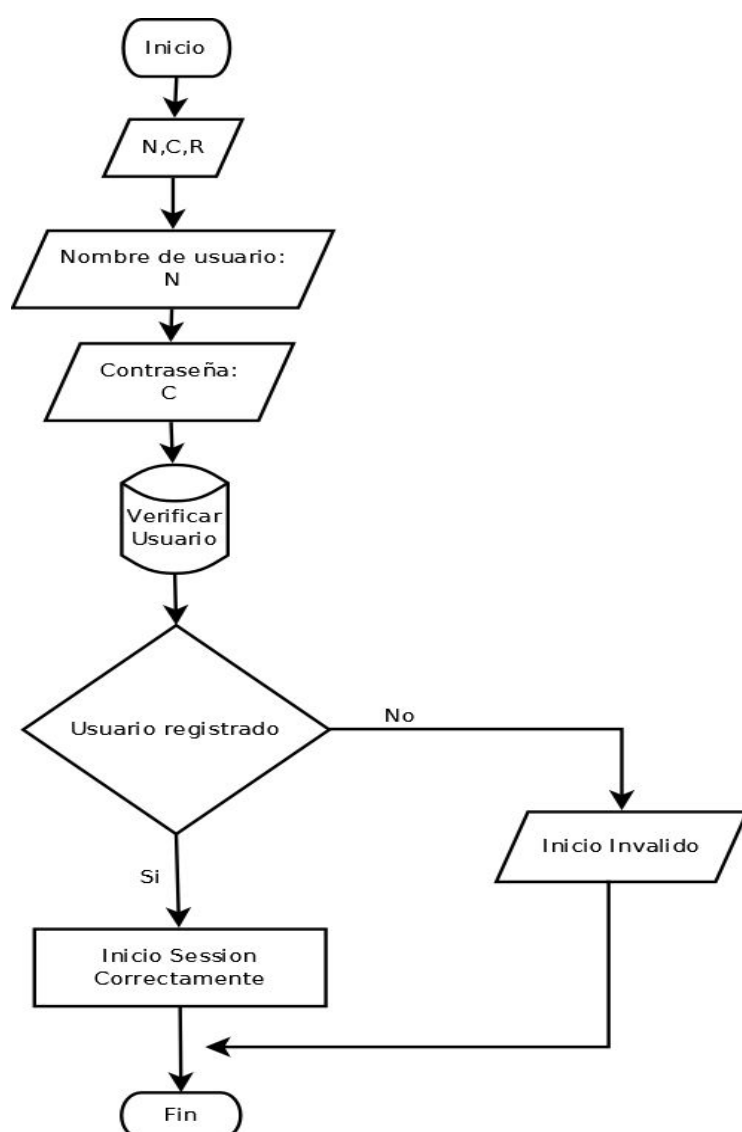 Inicio
N,C,R
Nombre de usuario:
N
Contraseña:
C
Verificar
Usuario
Usuario registrado
No
Inicio Invalido
Si
Inicio Session
Correctamente
Fin